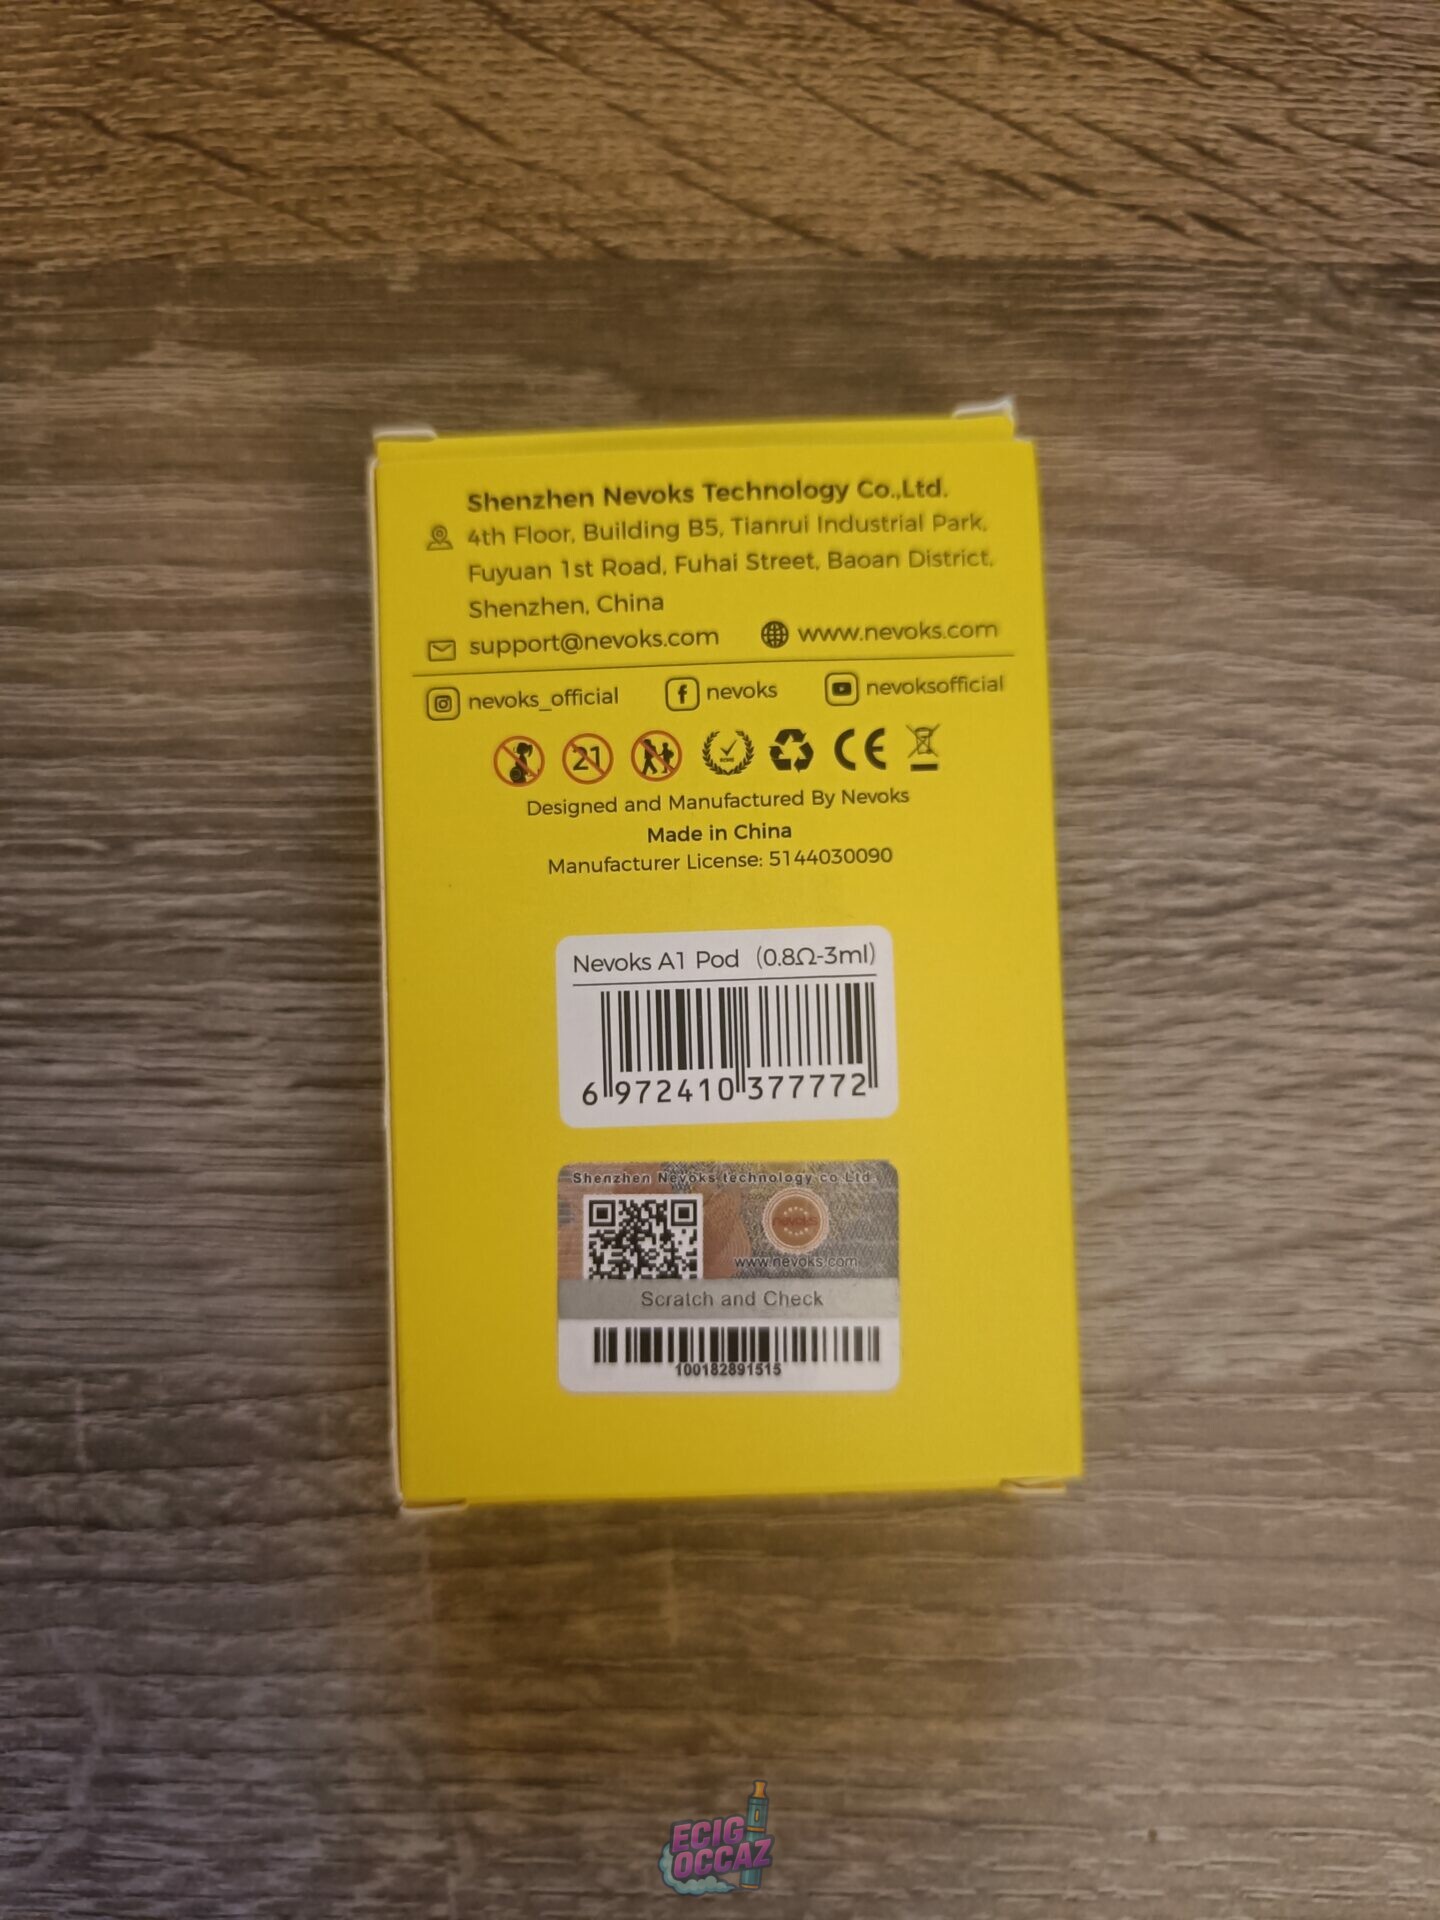 Shenzhen Nevoks Technology Co.,Ltd.
4th Floor, Building B5, Tianrui Industrial Park,
Fuyuan 1st Road, Fuhai Street, Baoan District,
Shenzhen, China
support@nevoks.com www.nevoks.com
nevoks_official nevoks nevoksofficial
21
Designed and Manufactured By Nevoks
Made in China
Manufacturer License: 5144030090
Nevoks A1 Pod (0.8Ω-3ml)
6 972410 377772
Shenzhen Nevoks technology co.Ltd.
nevoks
www.nevoks.com
Scratch and Check
100182891515
ECIG
OCCAZ